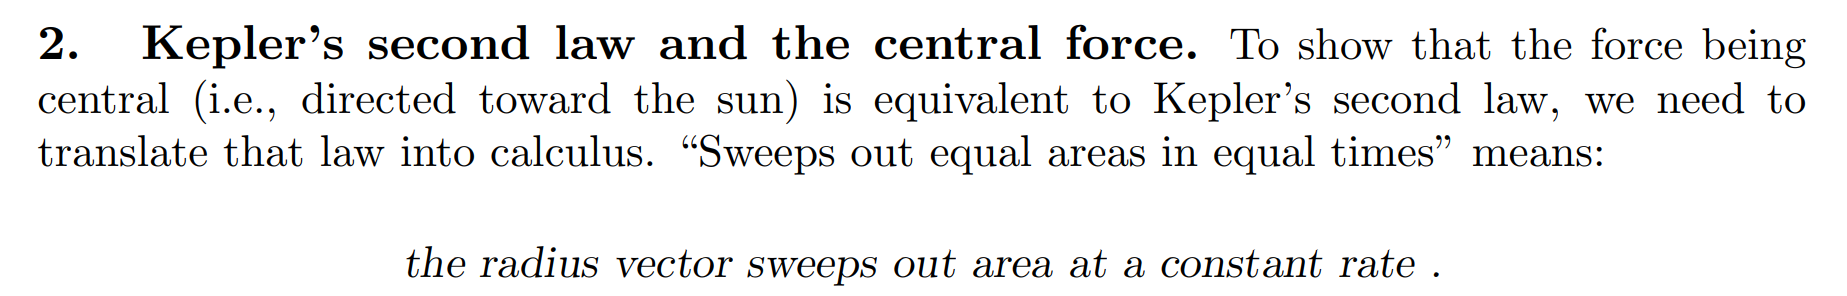 2. Kepler’s second law and the central force. To show that the force being
central (i.e., directed toward the sun) is equivalent to Kepler’s second law, we need to
translate that law into calculus. “Sweeps out equal areas in equal times” means:
the radius vector sweeps out area at a constant rate .